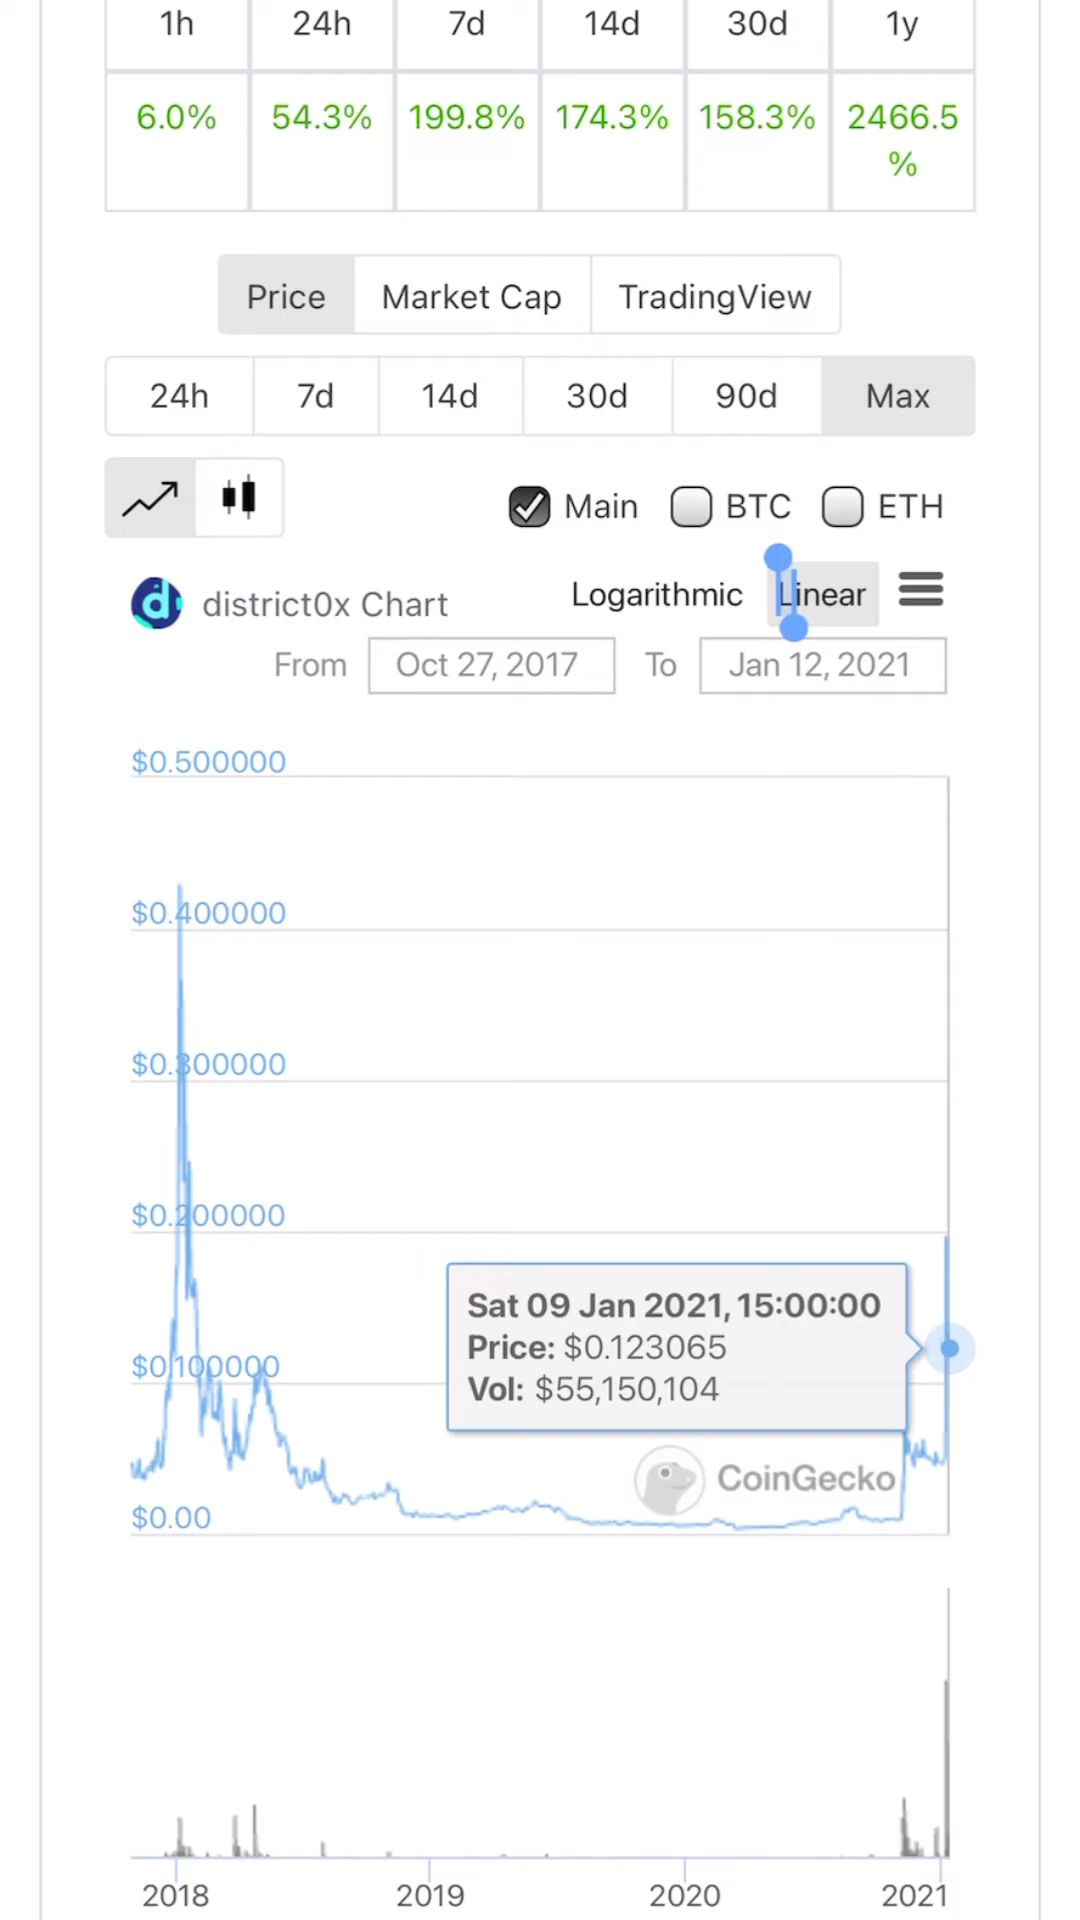 1h 24h 7d 14d 30d 1y
6.0% 54.3% 199.8% 174.3% 158.3% 2466.5
%
Price Market Cap TradingView
24h 7d 14d 30d 90d Max
Main BTC ETH
district0x Chart Logarithmic Linear
From Oct 27, 2017 To Jan 12, 2021
$0.500000
$0.400000
$0.300000
$0.200000
Sat 09 Jan 2021, 15:00:00
Price: $0.123065
$0.100000
Vol: $55,150,104
CoinGecko
$0.00
2018 2019 2020 2021